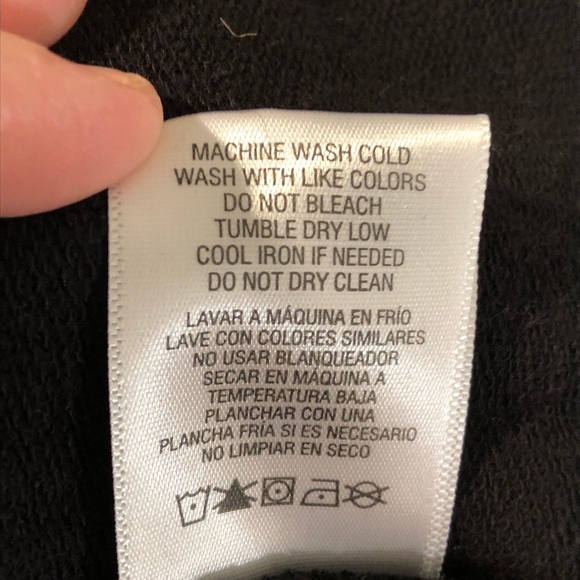 MACHINE WASH COLD
WASH WITH LIKE COLORS
DO NOT BLEACH
TUMBLE DRY LOW
COOL IRON IF NEEDED
DO NOT DRY CLEAN
LAVAR A MÁQUINA EN FRÍO
LAVE CON COLORES SIMILARES
NO USAR BLANQUEADOR
SECAR EN MÁQUINA A
TEMPERATURA BAJA
PLANCHAR CON UNA
PLANCHA FRÍA SI ES NECESARIO
NO LIMPIAR EN SECO